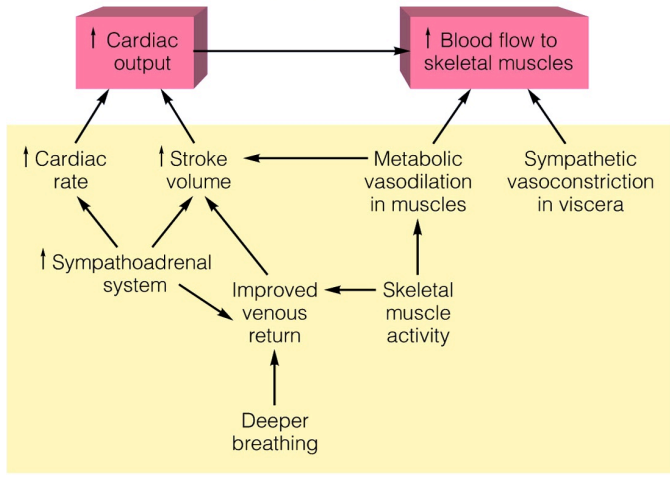 ↑ Cardiac
output
↑ Blood flow to
skeletal muscles
↑ Cardiac
rate
↑ Stroke
volume
Metabolic
vasodilation
in muscles
Sympathetic
vasoconstriction
in viscera
↑ Sympathoadrenal
system
Improved
venous
return
Skeletal
muscle
activity
Deeper
breathing